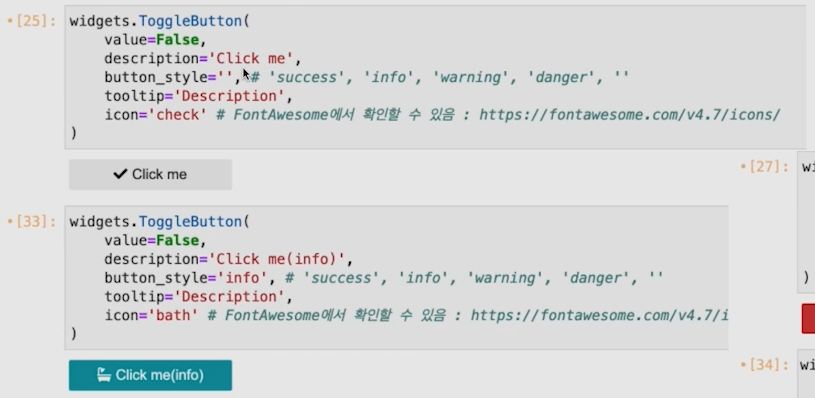 [25]:
widgets.ToggleButton(
value=False,
description='Click me',
button_style='', # 'success', 'info', 'warning', 'danger', ''
tooltip='Description',
icon='check' # FontAwesome에서 확인할 수 있음 : https://fontawesome.com/v4.7/icons/
)
Click me
[33]:
widgets.ToggleButton(
value=False,
description='Click me(info)',
button_style='info', # 'success', 'info', 'warning', 'danger', ''
tooltip='Description',
icon='bath' # FontAwesome에서 확인할 수 있음 : https://fontawesome.com/v4.7/i
)
Click me(info)
[27]:
wi
)
[34]:
wi